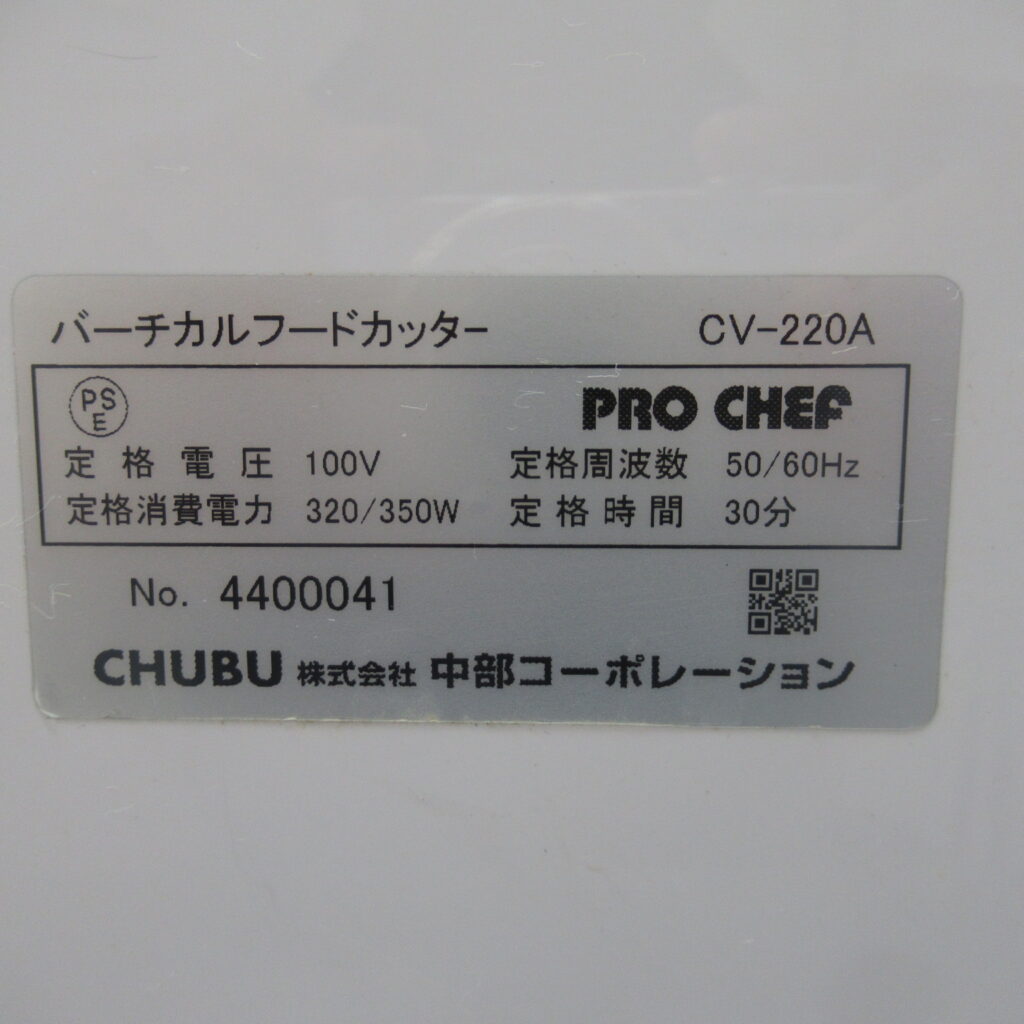 バーチカルフードカッター CV-220A
PSE PRO CHEF
定格電圧 100V 定格周波数 50/60Hz
定格消費電力 320/350W 定格時間 30分
No. 4400041
CHUBU 株式会社 中部コーポレーション